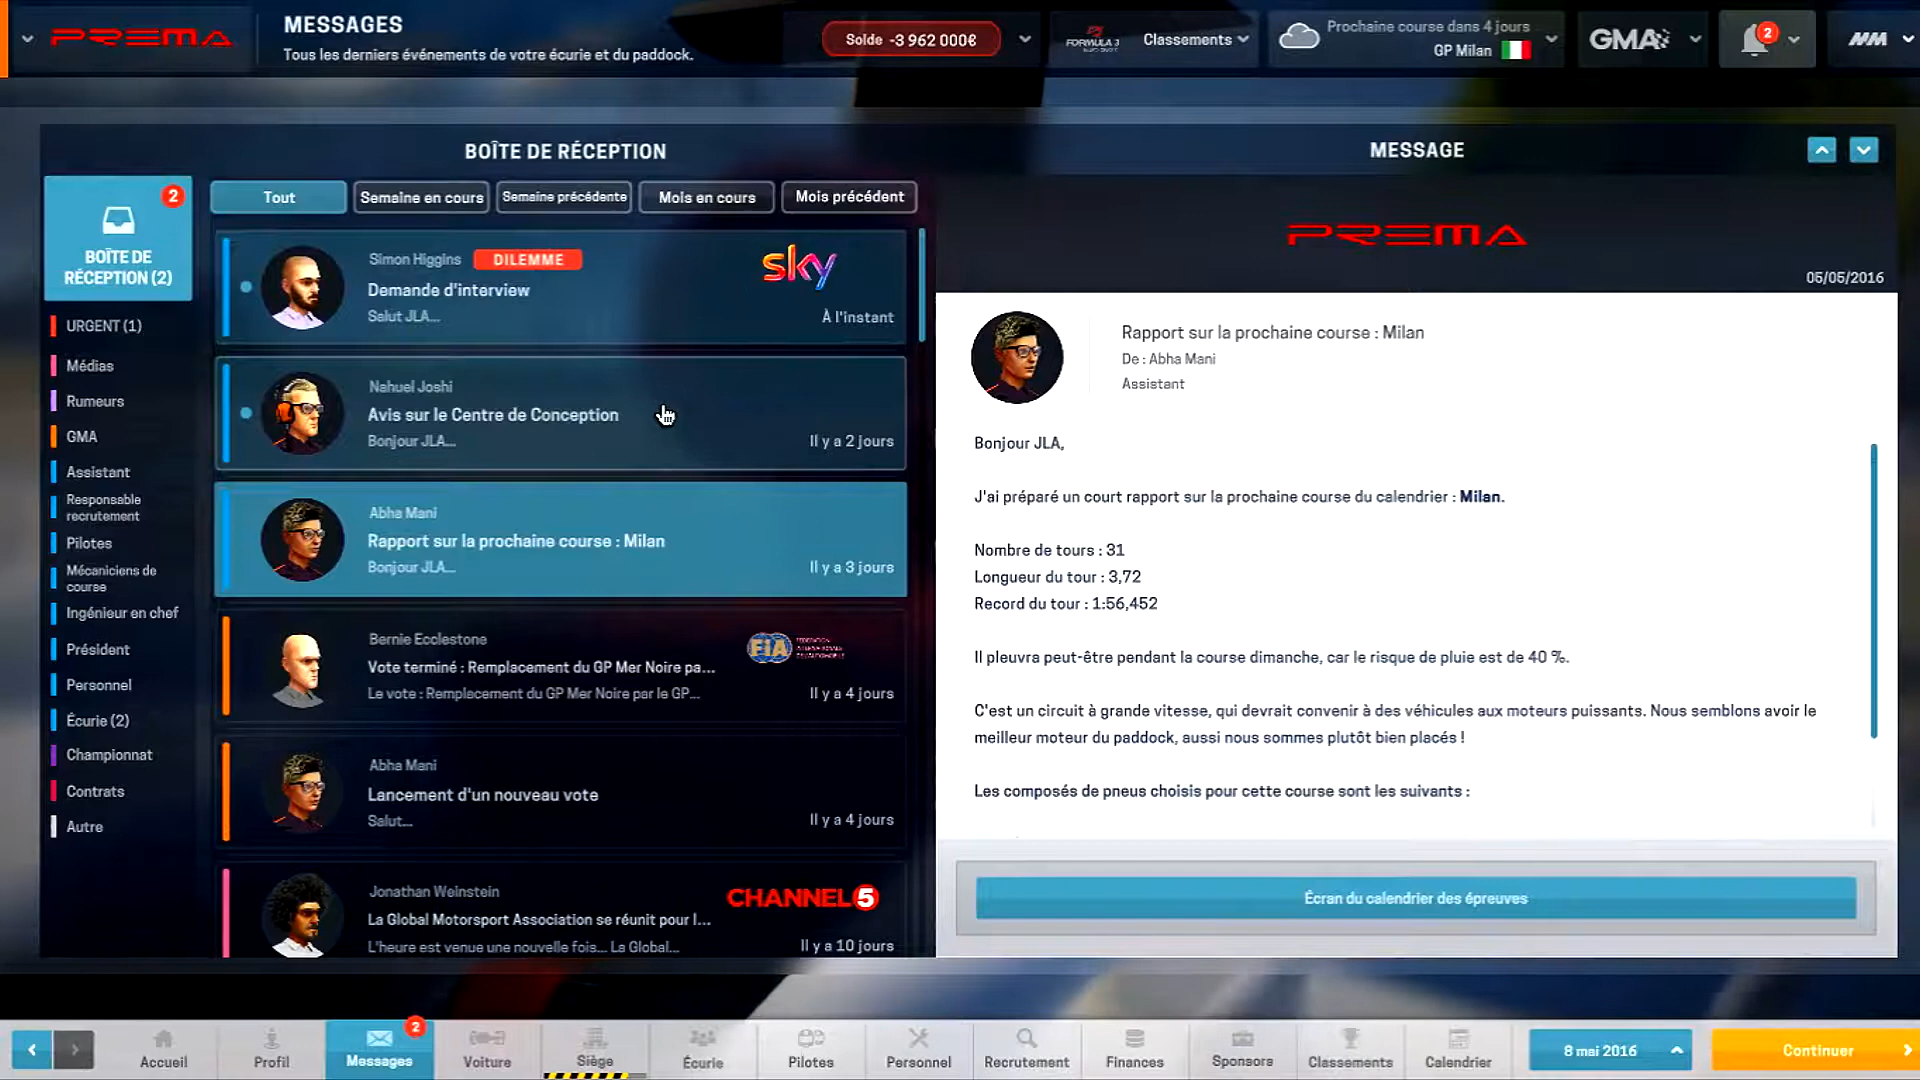 PREMA
MESSAGES
Tous les derniers événements de votre écurie et du paddock.
Solde -3 962 000€
FORMULA 3
Classements
Prochaine course dans 4 jours
GP Milan
GMA
2
BOÎTE DE RÉCEPTION
MESSAGE
2
BOÎTE DE
RÉCEPTION (2)
Tout
Semaine en cours
Semaine précédente
Mois en cours
Mois précédent
URGENT (1)
Médias
Rumeurs
GMA
Assistant
Responsable
recrutement
Pilotes
Mécaniciens de
course
Ingénieur en chef
Président
Personnel
Écurie (2)
Championnat
Contrats
Autre
Simon Higgins
DILEMME
sky
Demande d'interview
Salut JLA...
À l'instant
Nahuel Joshi
Avis sur le Centre de Conception
Bonjour JLA...
Il y a 2 jours
Abha Mani
Rapport sur la prochaine course : Milan
Bonjour JLA...
Il y a 3 jours
Bernie Ecclestone
FIA
Vote terminé : Remplacement du GP Mer Noire pa...
Le vote : Remplacement du GP Mer Noire par le GP...
Il y a 4 jours
Abha Mani
Lancement d'un nouveau vote
Salut...
Il y a 4 jours
Jonathan Weinstein
CHANNEL 5
La Global Motorsport Association se réunit pour l...
L'heure est venue une nouvelle fois... La Global...
Il y a 10 jours
PREMA
05/05/2016
Rapport sur la prochaine course : Milan
De : Abha Mani
Assistant
Bonjour JLA,
J'ai préparé un court rapport sur la prochaine course du calendrier : Milan.
Nombre de tours : 31
Longueur du tour : 3,72
Record du tour : 1:56,452
Il pleuvra peut-être pendant la course dimanche, car le risque de pluie est de 40 %.
C'est un circuit à grande vitesse, qui devrait convenir à des véhicules aux moteurs puissants. Nous semblons avoir le
meilleur moteur du paddock, aussi nous sommes plutôt bien placés !
Les composés de pneus choisis pour cette course sont les suivants :
Écran du calendrier des épreuves
Accueil
Profil
Messages
2
Voiture
Siège
Écurie
Pilotes
Personnel
Recrutement
Finances
Sponsors
Classements
Calendrier
8 mai 2016
Continuer